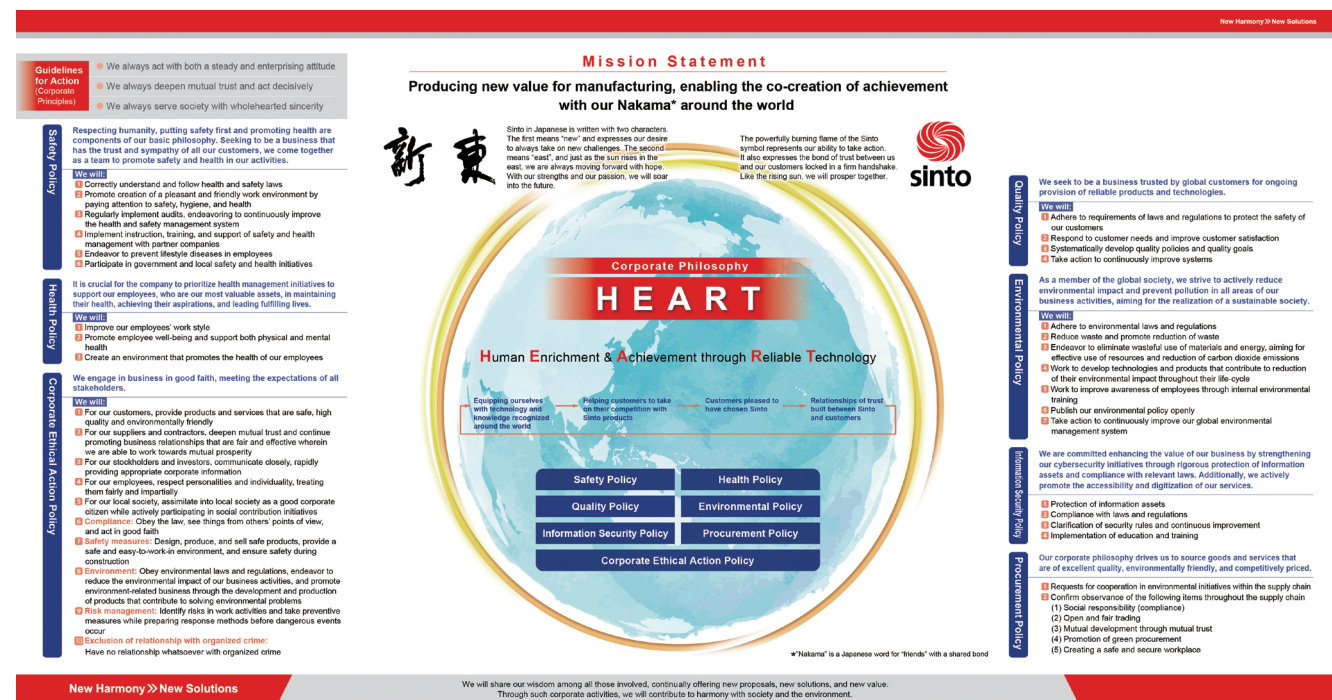 New Harmony >> New Solutions
Guidelines
for Action
(Corporate
Principles)
We always act with both a steady and enterprising attitude
We always deepen mutual trust and act decisively
We always serve society with wholehearted sincerity
Safety Policy
Respecting humanity, putting safety first and promoting health are
components of our basic philosophy. Seeking to be a business that
has the trust and sympathy of all our customers, we come together
as a team to promote safety and health in our activities.
We will:
1 Correctly understand and follow health and safety laws
2 Promote creation of a pleasant and friendly work environment by
paying attention to safety, hygiene, and health
3 Regularly implement audits, endeavoring to continuously improve
the health and safety management system
4 Implement instruction, training, and support of safety and health
management with partner companies
5 Endeavor to prevent lifestyle diseases in employees
6 Participate in government and local safety and health initiatives
Health Policy
It is crucial for the company to prioritize health management initiatives to
support our employees, who are our most valuable assets, in maintaining
their health, achieving their aspirations, and leading fulfilling lives.
We will:
1 Improve our employees' work style
2 Promote employee well-being and support both physical and mental
health
3 Create an environment that promotes the health of our employees
Corporate Ethical Action Policy
We engage in business in good faith, meeting the expectations of all
stakeholders.
We will:
1 For our customers, provide products and services that are safe, high
quality and environmentally friendly
2 For our suppliers and contractors, deepen mutual trust and continue
promoting business relationships that are fair and effective wherein
we are able to work towards mutual prosperity
3 For our stockholders and investors, communicate closely, rapidly
providing appropriate corporate information
4 For our employees, respect personalities and individuality, treating
them fairly and impartially
5 For our local society, assimilate into local society as a good corporate
citizen while actively participating in social contribution initiatives
6 Compliance: Obey the law, see things from others' points of view,
and act in good faith
7 Safety measures: Design, produce, and sell safe products, provide a
safe and easy-to-work-in environment, and ensure safety during
construction
8 Environment: Obey environmental laws and regulations, endeavor to
reduce the environmental impact of our business activities, and promote
environment-related business through the development and production
of products that contribute to solving environmental problems
9 Risk management: Identify risks in work activities and take preventive
measures while preparing response methods before dangerous events
occur
10 Exclusion of relationship with organized crime:
Have no relationship whatsoever with organized crime
Mission Statement
Producing new value for manufacturing, enabling the co-creation of achievement
with our Nakama* around the world
新東
Sinto in Japanese is written with two characters.
The first means "new" and expresses our desire
to always take on new challenges. The second
means "east", and just as the sun rises in the
east, we are always moving forward with hope.
With our strengths and our passion, we will soar
into the future.
The powerfully burning flame of the Sinto
symbol represents our ability to take action.
It also expresses the bond of trust between us
and our customers locked in a firm handshake.
Like the rising sun, we will prosper together.
sinto
Corporate Philosophy
HEART
Human Enrichment & Achievement through Reliable Technology
Equipping ourselves
with technology and
knowledge recognized
around the world
Helping customers to take
on their competition with
Sinto products
Customers pleased to
have chosen Sinto
Relationships of trust
built between Sinto
and customers
Safety Policy
Health Policy
Quality Policy
Environmental Policy
Information Security Policy
Procurement Policy
Corporate Ethical Action Policy
*"Nakama" is a Japanese word for "friends" with a shared bond
Quality Policy
We seek to be a business trusted by global customers for ongoing
provision of reliable products and technologies.
We will:
1 Adhere to requirements of laws and regulations to protect the safety of
our customers
2 Respond to customer needs and improve customer satisfaction
3 Systematically develop quality policies and quality goals
4 Take action to continuously improve systems
Environmental Policy
As a member of the global society, we strive to actively reduce
environmental impact and prevent pollution in all areas of our
business activities, aiming for the realization of a sustainable society.
We will:
1 Adhere to environmental laws and regulations
2 Reduce waste and promote reduction of waste
3 Endeavor to eliminate wasteful use of materials and energy, aiming for
effective use of resources and reduction of carbon dioxide emissions
4 Work to develop technologies and products that contribute to reduction
of their environmental impact throughout their life-cycle
5 Work to improve awareness of employees through internal environmental
training
6 Publish our environmental policy openly
7 Take action to continuously improve our global environmental
management system
Information Security Policy
We are committed enhancing the value of our business by strengthening
our cybersecurity initiatives through rigorous protection of information
assets and compliance with relevant laws. Additionally, we actively
promote the accessibility and digitization of our services.
1 Protection of information assets
2 Compliance with laws and regulations
3 Clarification of security rules and continuous improvement
4 Implementation of education and training
Procurement Policy
Our corporate philosophy drives us to source goods and services that
are of excellent quality, environmentally friendly, and competitively priced.
1 Requests for cooperation in environmental initiatives within the supply chain
2 Confirm observance of the following items throughout the supply chain
(1) Social responsibility (compliance)
(2) Open and fair trading
(3) Mutual development through mutual trust
(4) Promotion of green procurement
(5) Creating a safe and secure workplace
New Harmony >> New Solutions
We will share our wisdom among all those involved, continually offering new proposals, new solutions, and new value.
Through such corporate activities, we will contribute to harmony with society and the environment.